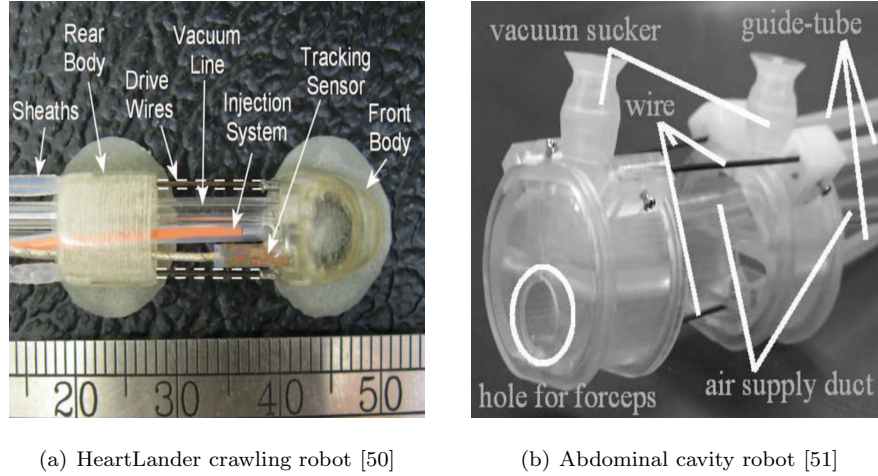 Rear
Body
Vacuum
Line
Tracking
Sensor
Sheaths
Drive
Wires
Injection
System
Front
Body
20 30 40 50
(a) HeartLander crawling robot [50]
vacuum sucker
guide-tube
wire
hole for forceps
air supply duct
(b) Abdominal cavity robot [51]